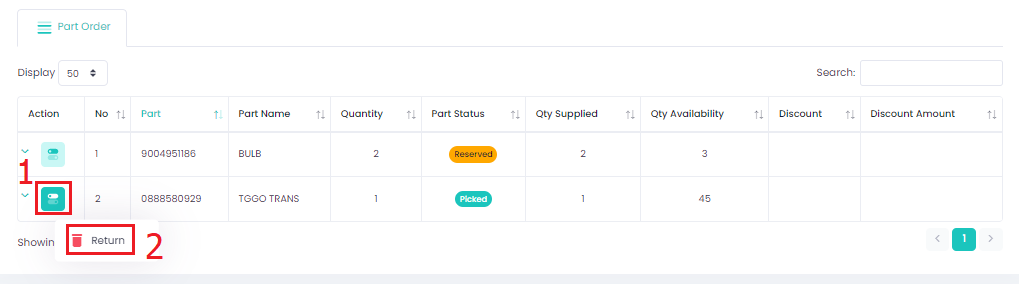 Part Order
Display 50 Search:
Action No Part Part Name Quantity Part Status Qty Supplied Qty Availability Discount Discount Amount
1 9004951186 BULB 2 Reserved 2 3
1
2 0888580929 TGGO TRANS 1 Picked 1 45
Showin Return 2 1